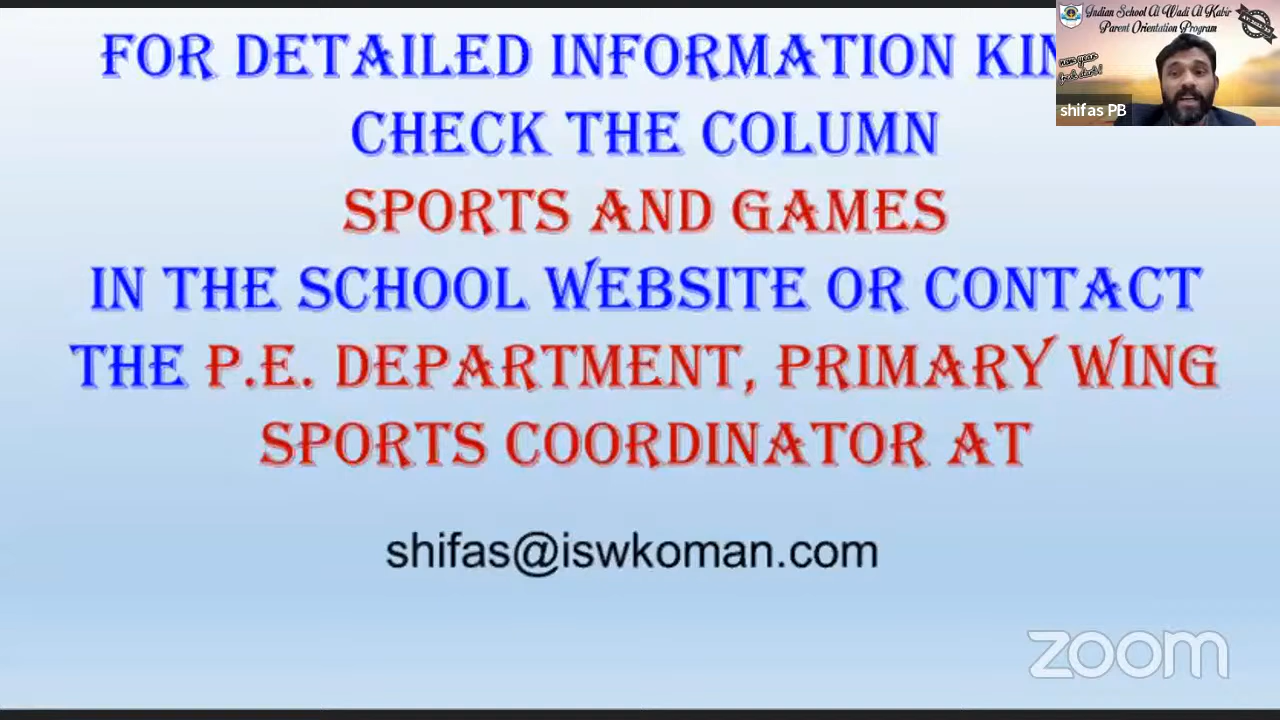 FOR DETAILED INFORMATION KIN
CHECK THE COLUMN
SPORTS AND GAMES
IN THE SCHOOL WEBSITE OR CONTACT
THE P.E. DEPARTMENT, PRIMARY WING
SPORTS COORDINATOR AT
shifas@iswkoman.com
Indian School Al Wadi Al Kabir
Parent Orientation Program
new year
shifas PB
zoom